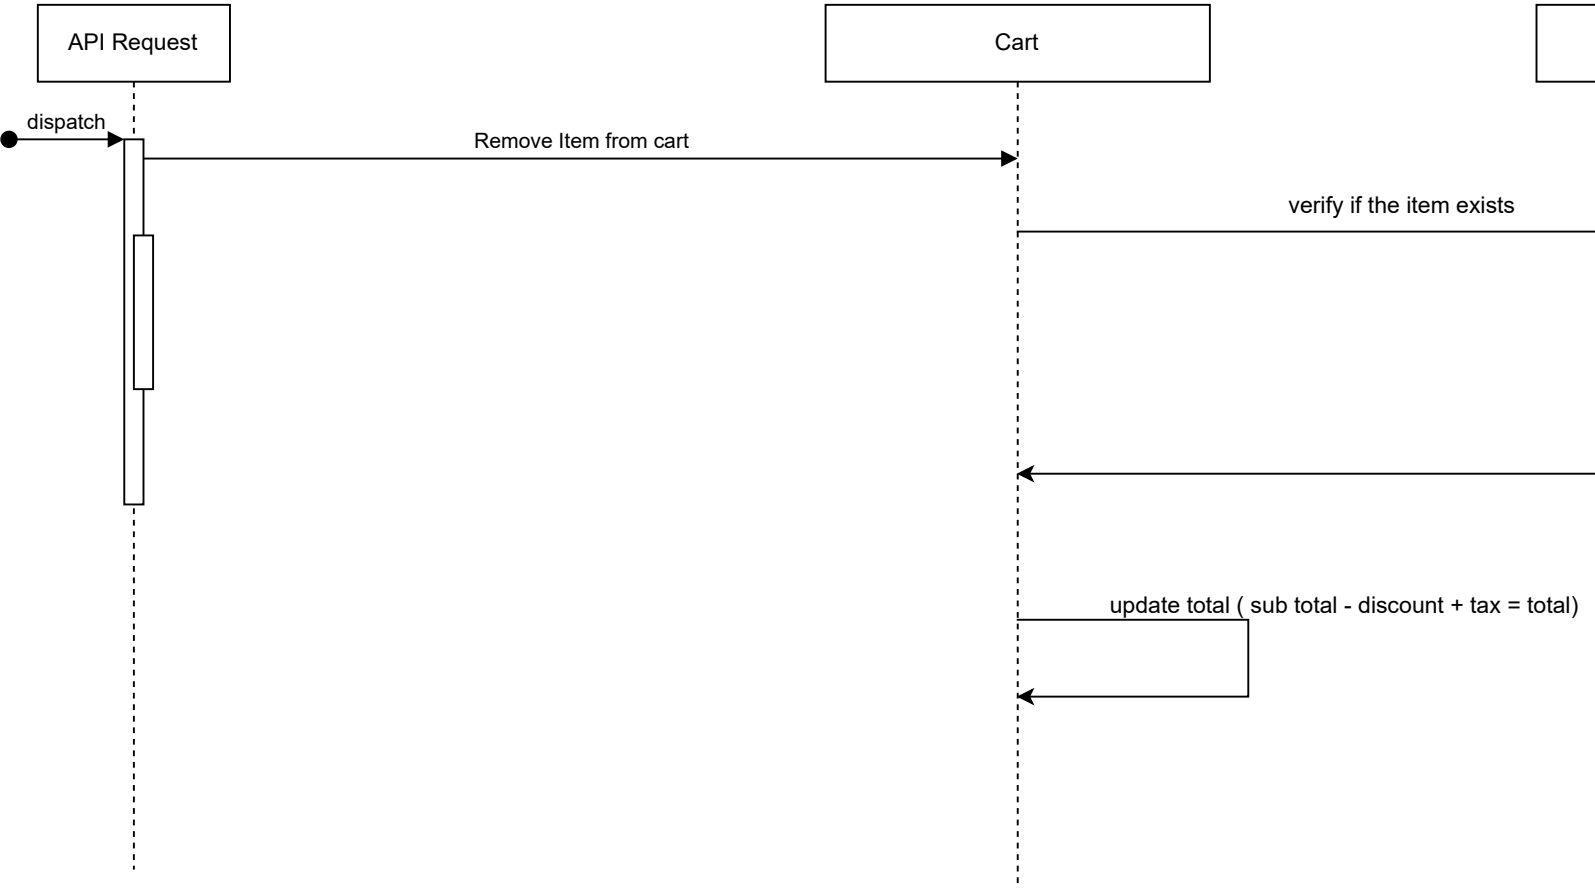 API Request
Cart
dispatch
Remove Item from cart
verify if the item exists
update total ( sub total - discount + tax = total)